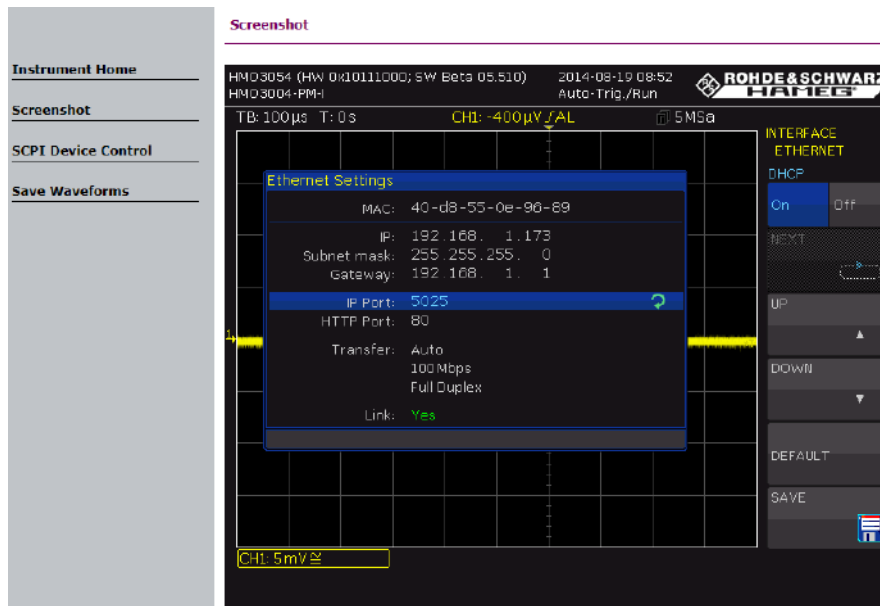 Screenshot
Instrument Home
Screenshot
SCPI Device Control
Save Waveforms
HMO3054 (HW 0x10111000; SW Beta 05.510) 2014-08-19 08:52
HMO3004-PM-I Auto-Trig./Run
ROHDE&SCHWARZ
HAMEG
TB: 100µs T: 0s CH1: -400µV AL 5MSa
INTERFACE
ETHERNET
DHCP
On Off
NEXT
UP
DOWN
DEFAULT
SAVE
Ethernet Settings
MAC: 40-d8-55-0e-96-89
IP: 192.168. 1.173
Subnet mask: 255.255.255. 0
Gateway: 192.168. 1. 1
IP Port: 5025
HTTP Port: 80
Transfer: Auto
100Mbps
Full Duplex
Link: Yes
1
CH1: 5mV≅